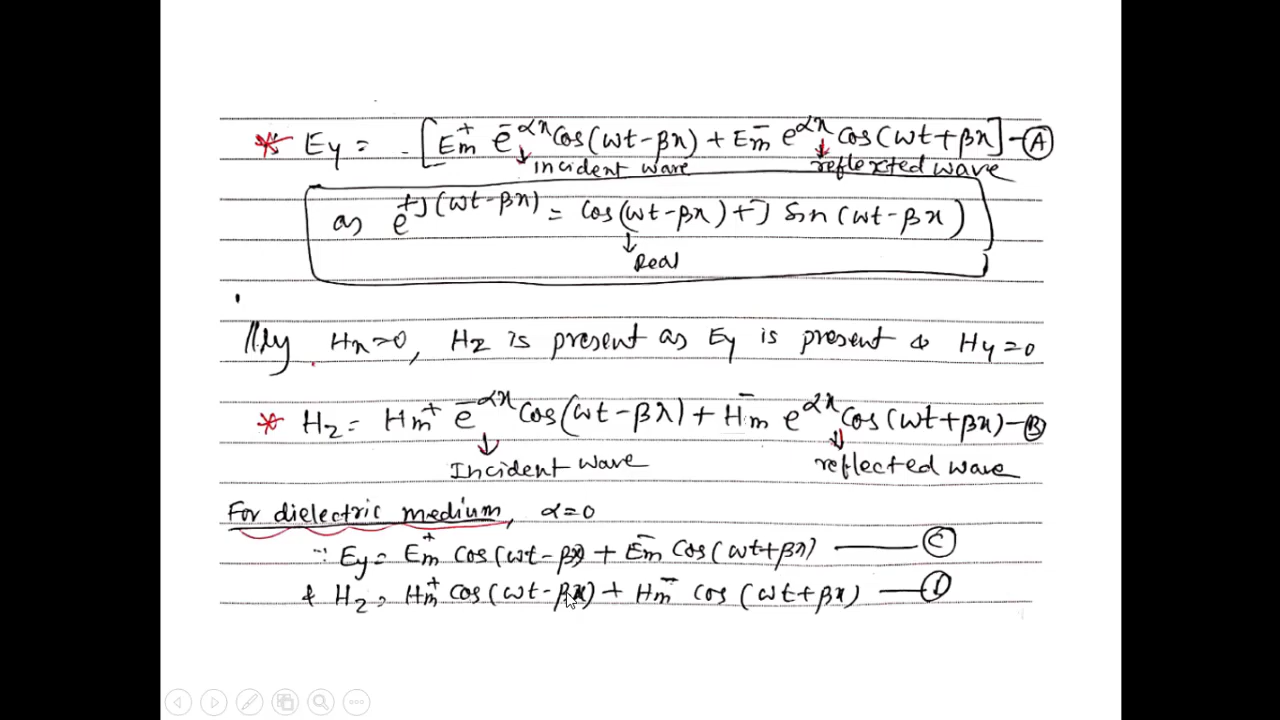 * Ey = [Em⁺ e^-αx cos(ωt-βx) + Em⁻ e^αx cos(ωt+βx] - Ⓐ
↓ incident wave ↓ reflected wave
as e^+J(ωt-βx) = cos(ωt-βx) + J Sin(ωt-βx)
↓
Real
|||ly Hx=0, Hz is present as Ey is present & Hy=0
* Hz = Hm⁺ e^-αx cos(ωt-βx) + Hm⁻ e^αx cos(ωt+βx) - Ⓑ
↓ ↓
Incident wave reflected wave
For dielectric medium, α=0
∵ Ey = Em⁺ cos(ωt-βx) + Em⁻ cos(ωt+βx) — Ⓒ
& Hz = Hm⁺ cos(ωt-βx) + Hm⁻ cos(ωt+βx) — Ⓓ